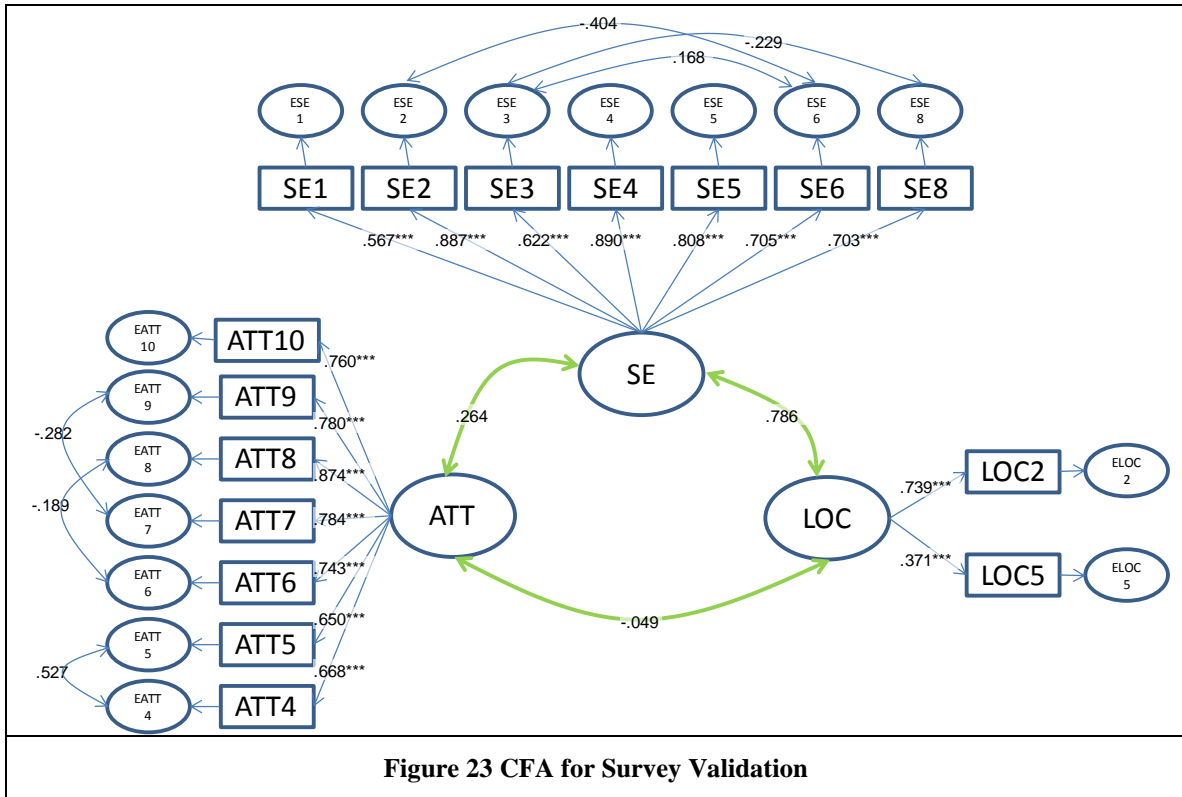 -.404
-.229
.168
ESE
1
ESE
2
ESE
3
ESE
4
ESE
5
ESE
6
ESE
8
SE1 SE2 SE3 SE4 SE5 SE6 SE8
.567*** .887*** .622*** .890*** .808*** .705*** .703***
SE
EATT
10
ATT10
.760***
EATT
9
ATT9
.780***
-.282
EATT
8
ATT8
.874***
-.189
EATT
7
ATT7
.784***
EATT
6
ATT6
.743***
EATT
5
ATT5
.650***
.527
EATT
4
ATT4
.668***
.264
.786
ATT
LOC
-.049
.739***
LOC2
ELOC
2
.371***
LOC5
ELOC
5
Figure 23 CFA for Survey Validation